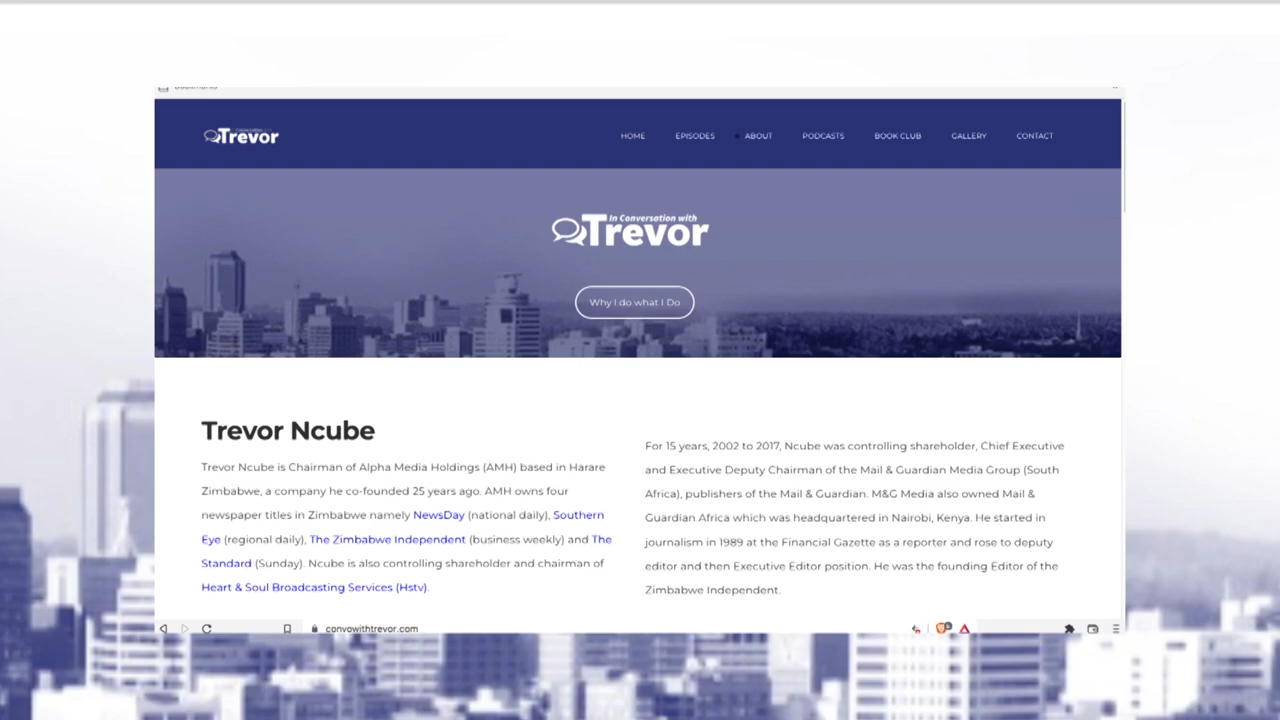 Trevor
HOME EPISODES ABOUT PODCASTS BOOK CLUB GALLERY CONTACT
In Conversation with
Trevor
Why I do what I Do
Trevor Ncube
Trevor Ncube is Chairman of Alpha Media Holdings (AMH) based in Harare
Zimbabwe, a company he co-founded 25 years ago. AMH owns four
newspaper titles in Zimbabwe namely NewsDay (national daily), Southern
Eye (regional daily), The Zimbabwe Independent (business weekly) and The
Standard (Sunday). Ncube is also controlling shareholder and chairman of
Heart & Soul Broadcasting Services (Hstv).
For 15 years, 2002 to 2017, Ncube was controlling shareholder, Chief Executive
and Executive Deputy Chairman of the Mail & Guardian Media Group (South
Africa), publishers of the Mail & Guardian. M&G Media also owned Mail &
Guardian Africa which was headquartered in Nairobi, Kenya. He started in
journalism in 1989 at the Financial Gazette as a reporter and rose to deputy
editor and then Executive Editor position. He was the founding Editor of the
Zimbabwe Independent.
convowithtrevor.com